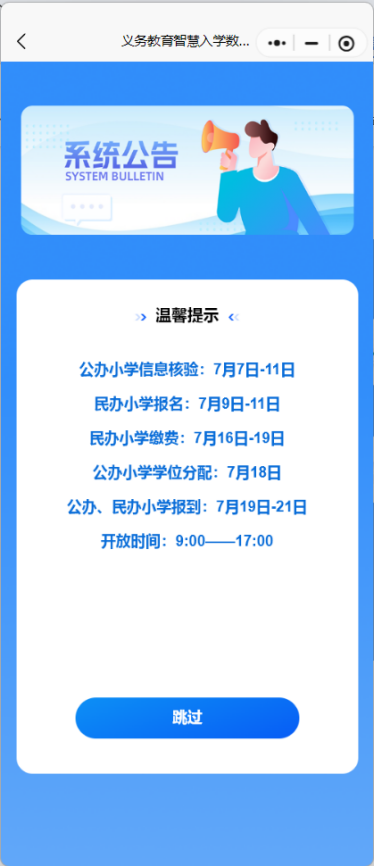 义务教育智慧入学数...
系统公告
SYSTEM BULLETIN
温馨提示
公办小学信息核验：7月7日-11日
民办小学报名：7月9日-11日
民办小学缴费：7月16日-19日
公办小学学位分配：7月18日
公办、民办小学报到：7月19日-21日
开放时间：9:00——17:00
跳过